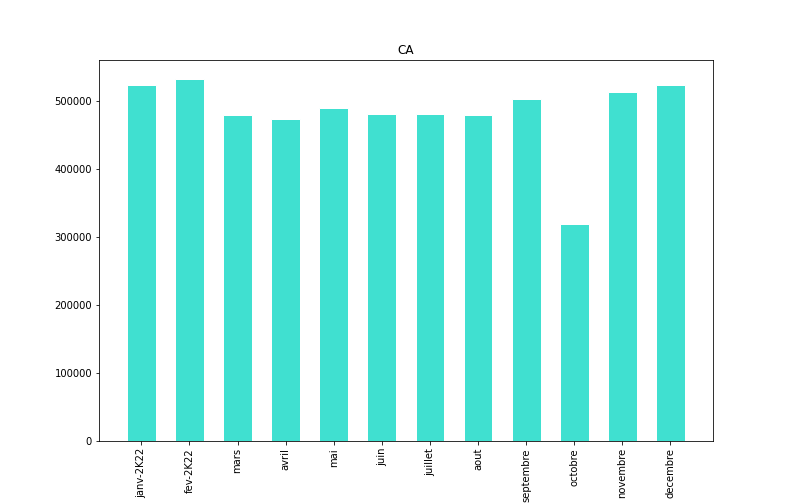 CA
500000
400000
300000
200000
100000
0
janv-2K22
fev-2K22
mars
avril
mai
juin
juillet
aout
septembre
octobre
novembre
decembre